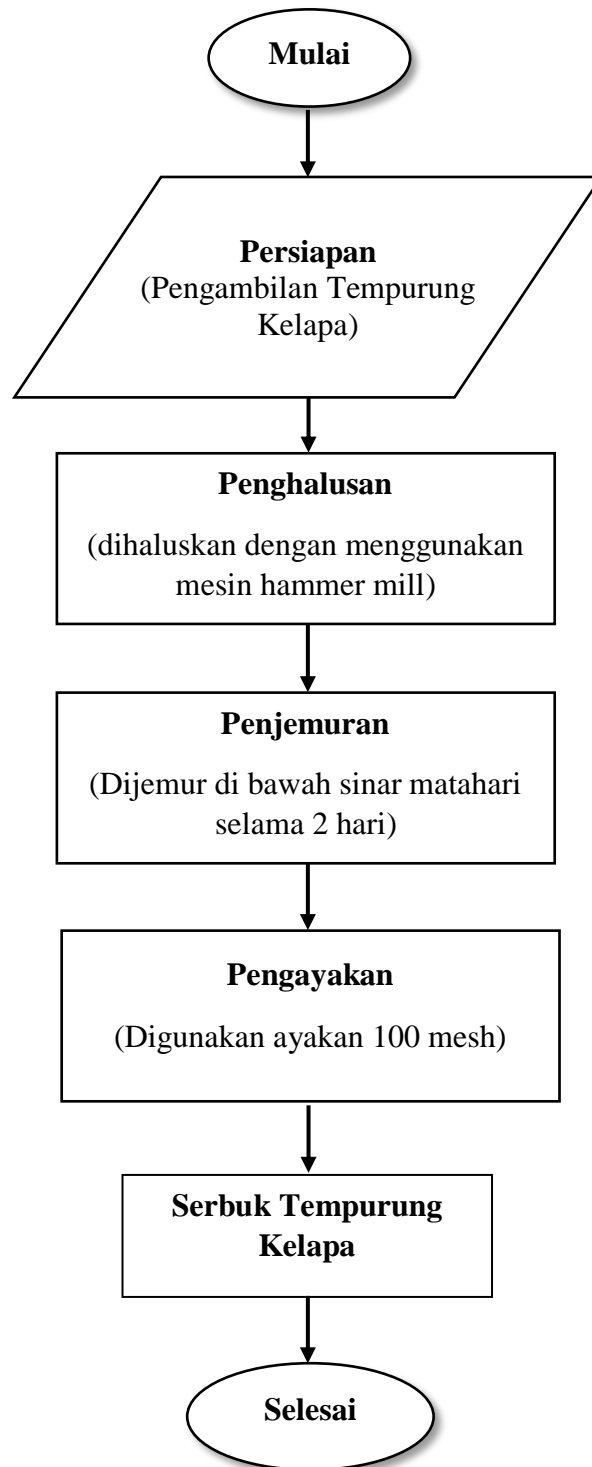 Mulai
Persiapan
(Pengambilan Tempurung
Kelapa)
Penghalusan
(dihaluskan dengan menggunakan
mesin hammer mill)
Penjemuran
(Dijemur di bawah sinar matahari
selama 2 hari)
Pengayakan
(Digunakan ayakan 100 mesh)
Serbuk Tempurung
Kelapa
Selesai